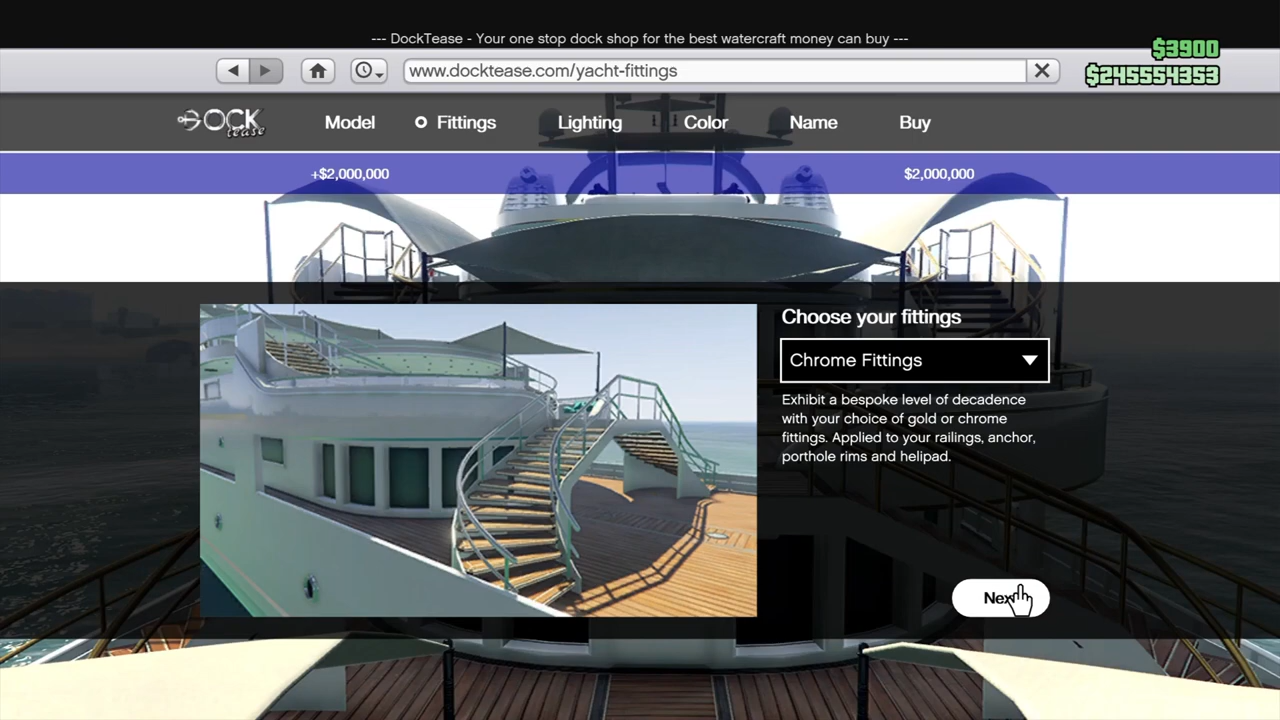 --- DockTease - Your one stop dock shop for the best watercraft money can buy ---
$3900
www.docktease.com/yacht-fittings
$245554353
DOCK
tease
Model
Fittings
Lighting
Color
Name
Buy
+$2,000,000
$2,000,000
Choose your fittings
Chrome Fittings
Exhibit a bespoke level of decadence
with your choice of gold or chrome
fittings. Applied to your railings, anchor,
porthole rims and helipad.
Next